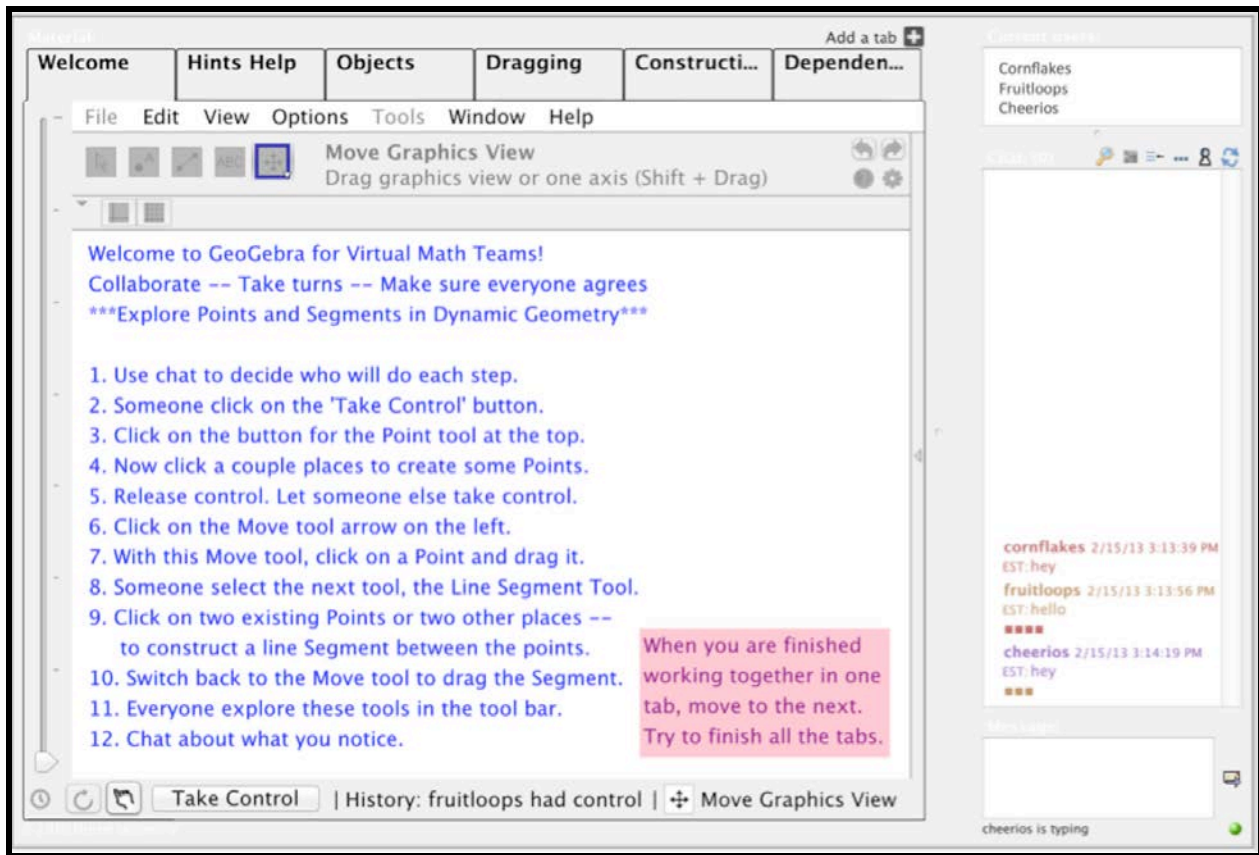 Add a tab
Welcome
Hints Help
Objects
Dragging
Constructi...
Dependen...
File Edit View Options Tools Window Help
ABC
Move Graphics View
Drag graphics view or one axis (Shift + Drag)
Welcome to GeoGebra for Virtual Math Teams!
Collaborate -- Take turns -- Make sure everyone agrees
***Explore Points and Segments in Dynamic Geometry***
1. Use chat to decide who will do each step.
2. Someone click on the 'Take Control' button.
3. Click on the button for the Point tool at the top.
4. Now click a couple places to create some Points.
5. Release control. Let someone else take control.
6. Click on the Move tool arrow on the left.
7. With this Move tool, click on a Point and drag it.
8. Someone select the next tool, the Line Segment Tool.
9. Click on two existing Points or two other places --
to construct a line Segment between the points.
10. Switch back to the Move tool to drag the Segment.
11. Everyone explore these tools in the tool bar.
12. Chat about what you notice.
When you are finished
working together in one
tab, move to the next.
Try to finish all the tabs.
Take Control | History: fruitloops had control | Move Graphics View
Current users:
Cornflakes
Fruitloops
Cheerios
cornflakes 2/15/13 3:13:39 PM
EST: hey
fruitloops 2/15/13 3:13:56 PM
EST: hello
cheerios 2/15/13 3:14:19 PM
EST: hey
Message:
cheerios is typing